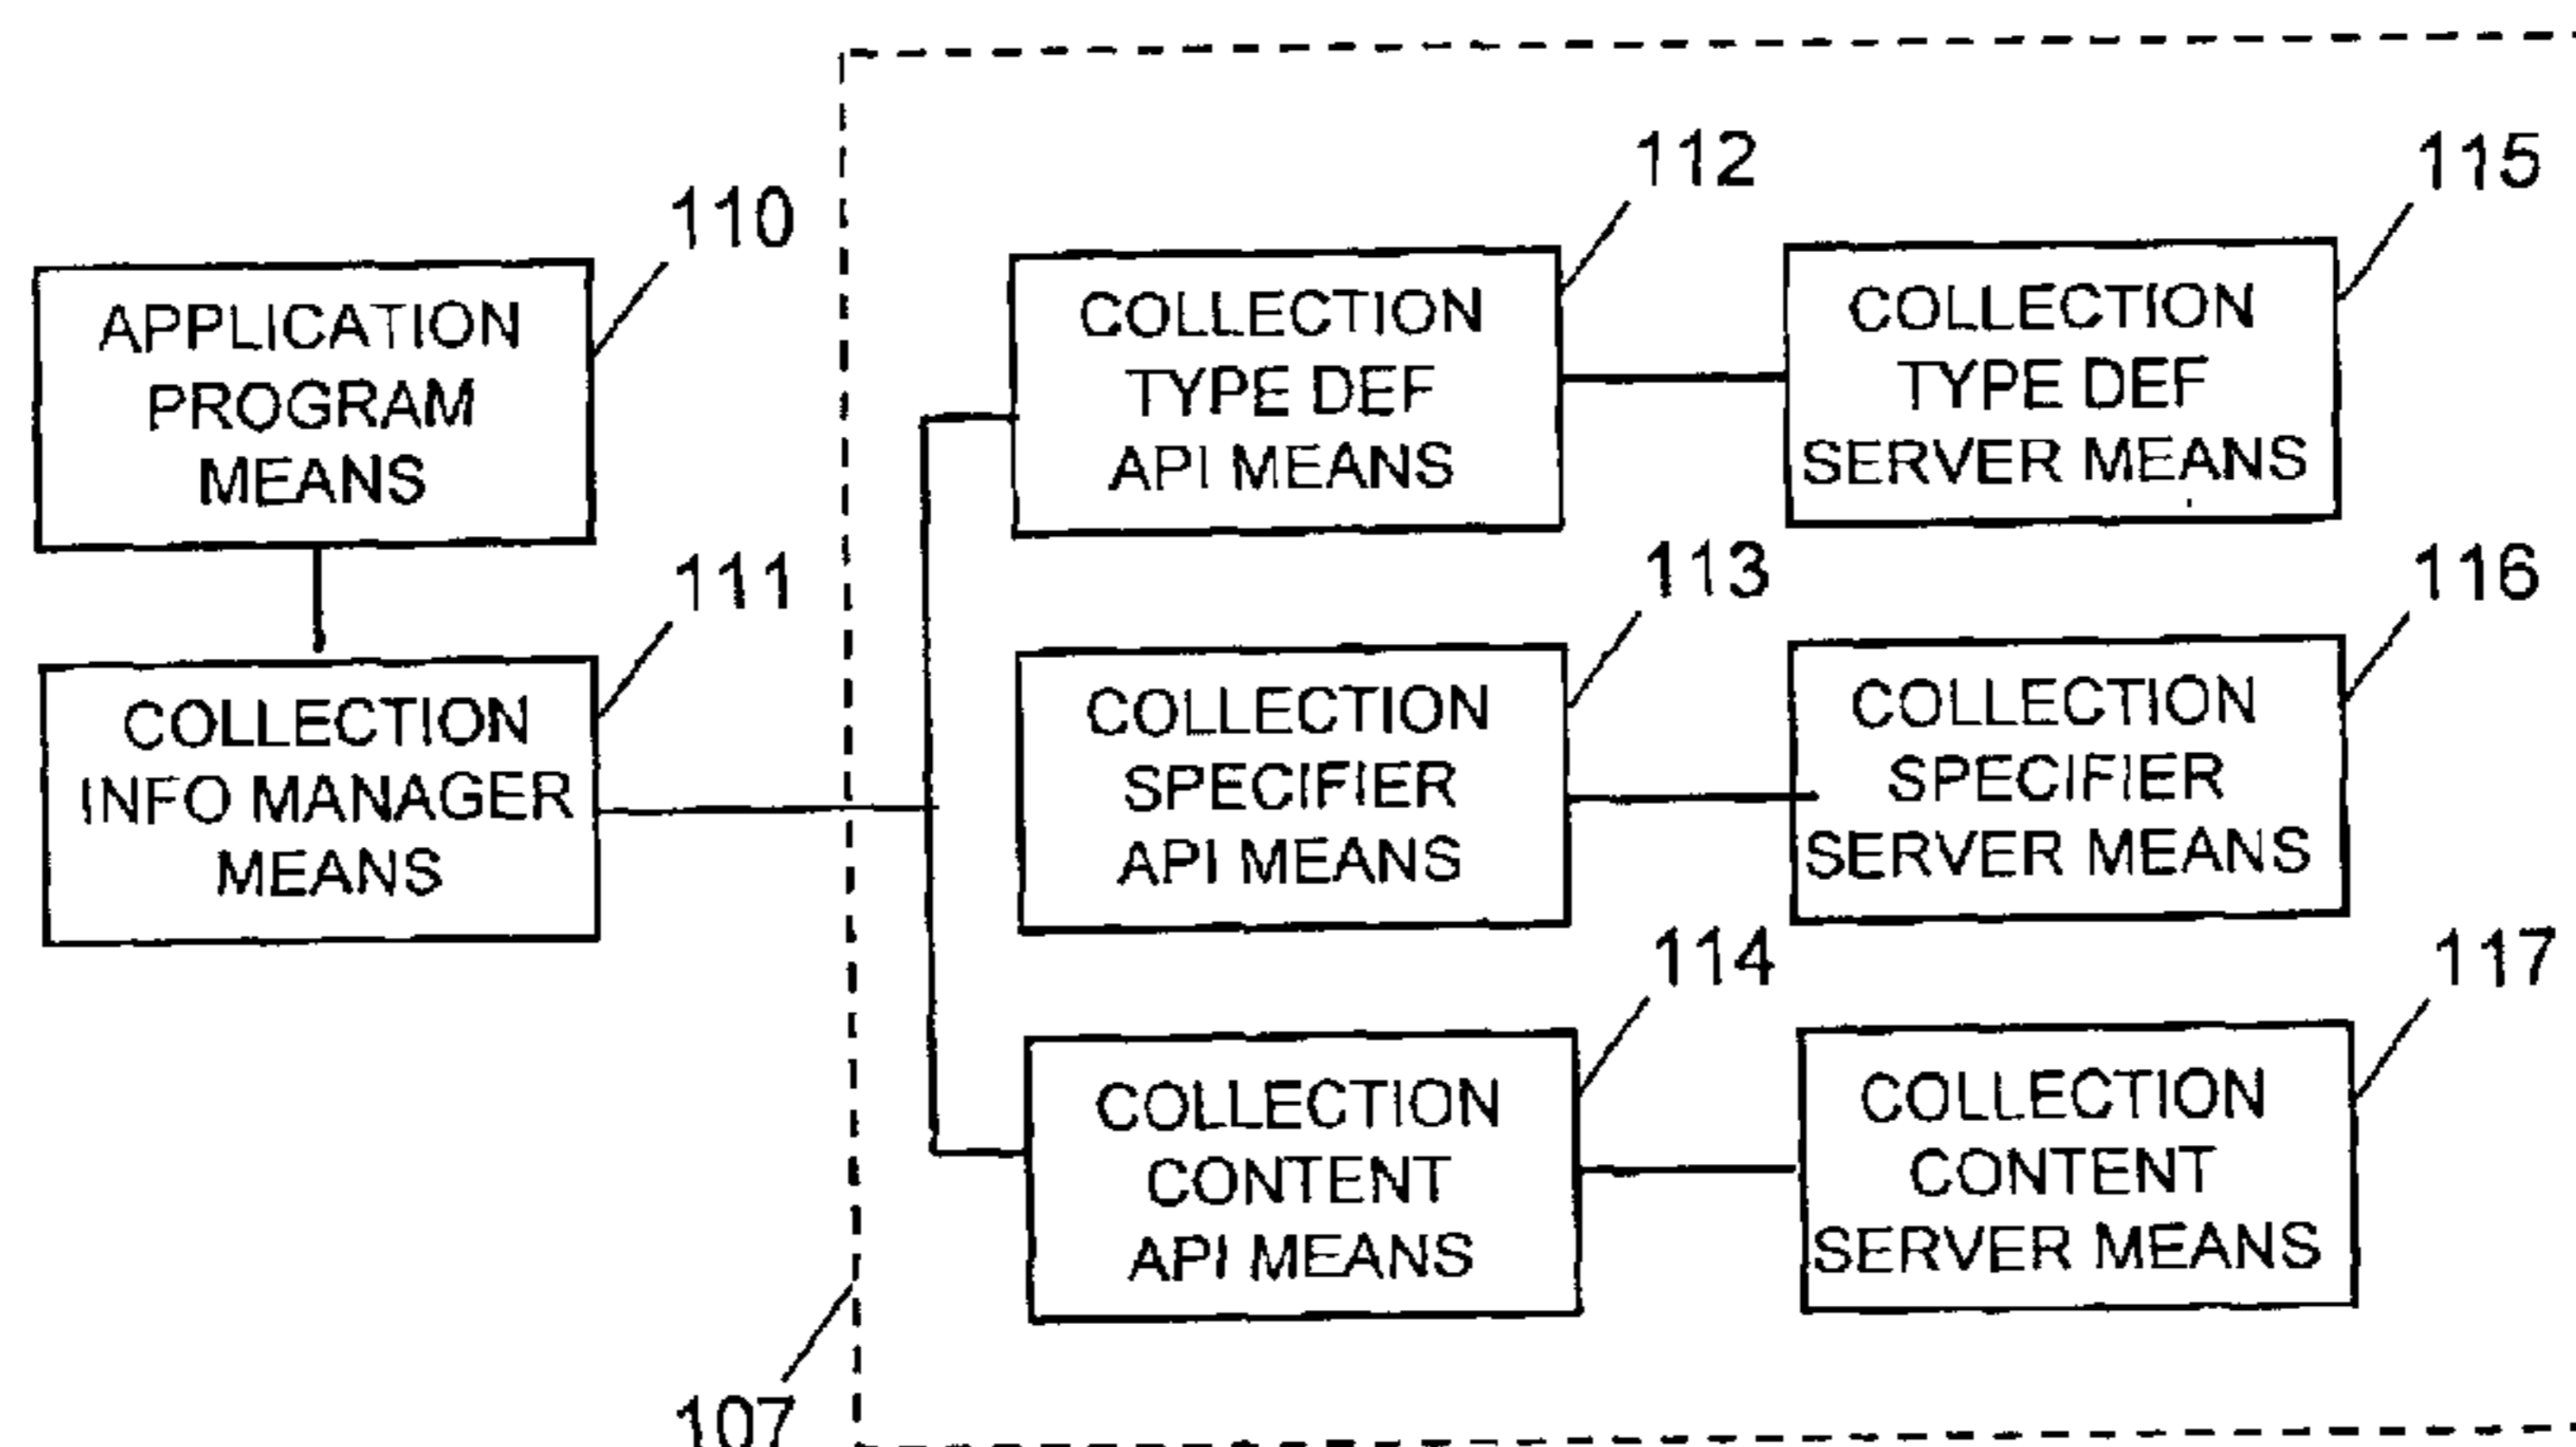 110
APPLICATION
PROGRAM
MEANS
111
COLLECTION
INFO MANAGER
MEANS
107
112
COLLECTION
TYPE DEF
API MEANS
115
COLLECTION
TYPE DEF
SERVER MEANS
113
COLLECTION
SPECIFIER
API MEANS
116
COLLECTION
SPECIFIER
SERVER MEANS
114
COLLECTION
CONTENT
API MEANS
117
COLLECTION
CONTENT
SERVER MEANS